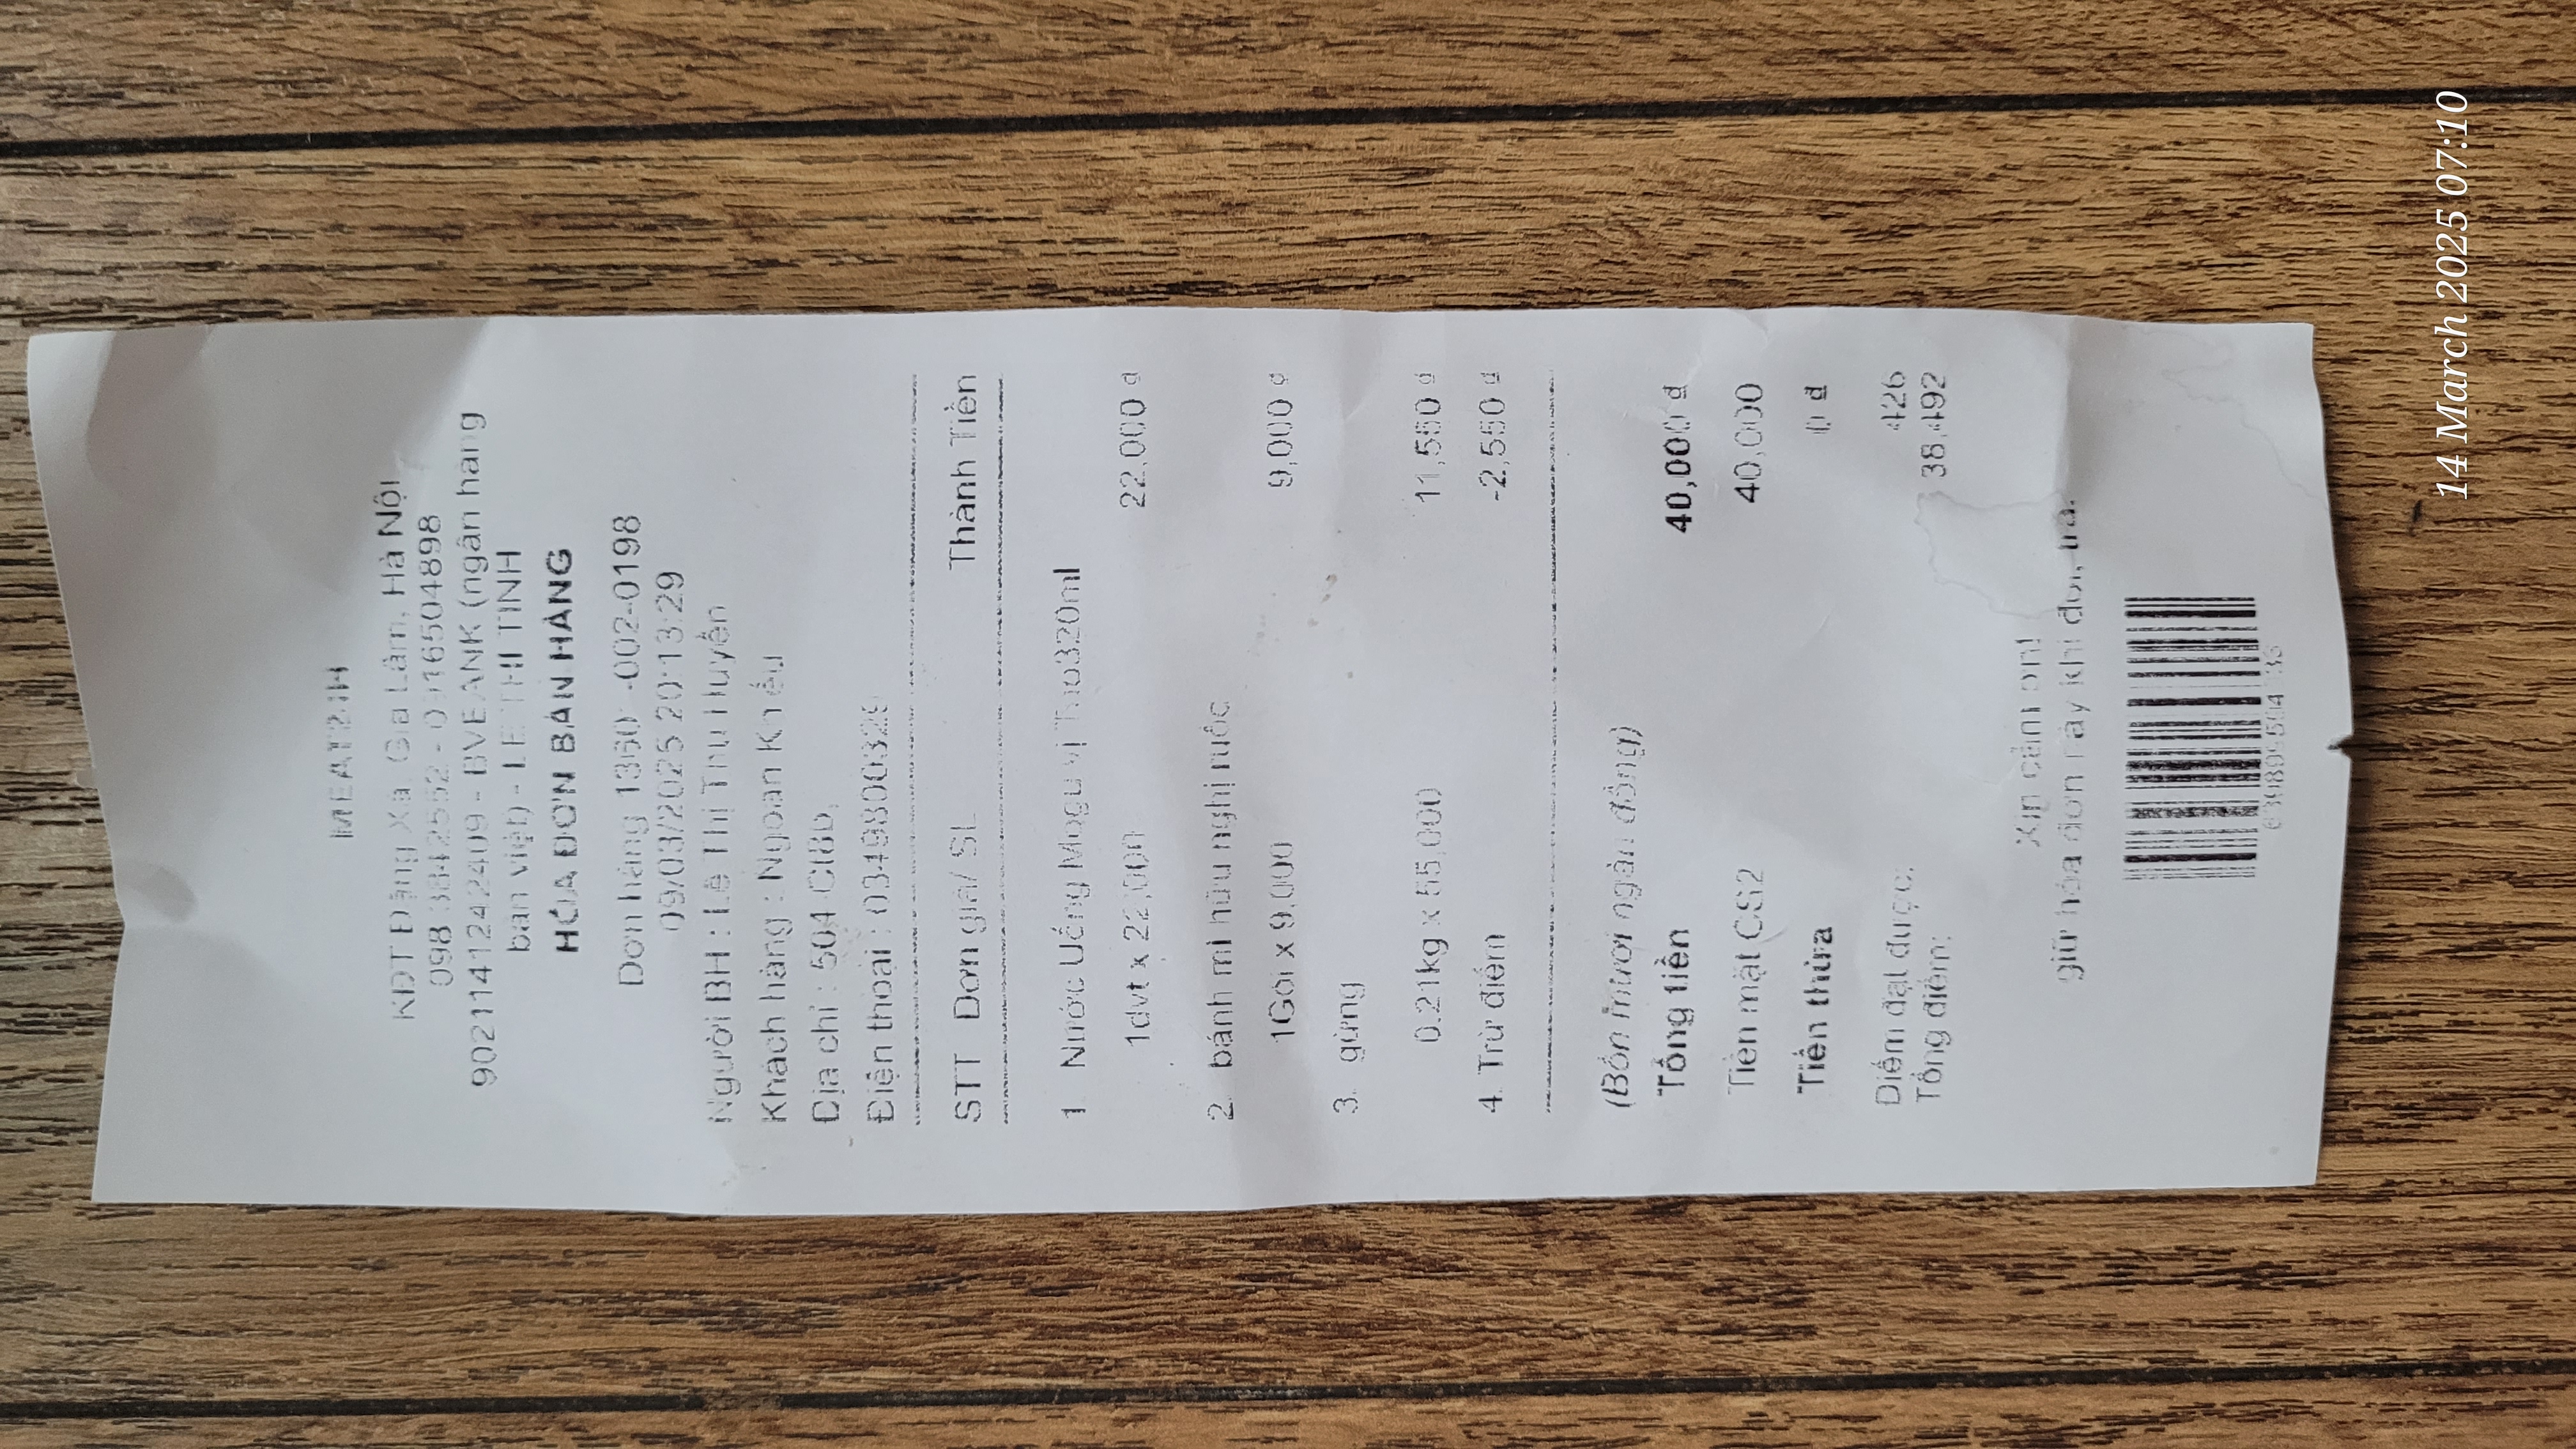 MEAT24H
KĐT Đặng Xá, Gia Lâm, Hà Nội
098 3842552 - 0916504898
9021141242409 - BVBANK (ngân hàng
bản việt) - LE THI TINH
HÓA ĐƠN BÁN HÀNG
Đơn hàng -002-0198
09/03/2025 20:13:29
Người BH : Lê Thị Thu Huyền
Khách hàng : Ngoan Khiếu
Địa chỉ : 504 Ct8b,
Điện thoại : 0349800329
STT Đơn giá/ SL Thành Tiền
1. Nước Uống Mogu vị Táo320ml
1dvt x 22,000 22,000 đ
2. bánh mì hữu nghị ruốc
1Gói x 9,000 9,000 đ
3. gừng
0.21kg x 55,000 11,550 đ
4. Trừ điểm -2,550 đ
(Bốn mươi ngàn đồng)
Tổng tiền 40,000 đ
Tiền mặt CS2 40,000
Tiền thừa 0 đ
Điểm đạt được: 426
Tổng điểm: 38,492
Xin cảm ơn!
giữ hóa đơn này khi đổi, trả.
14 March 2025 07:10